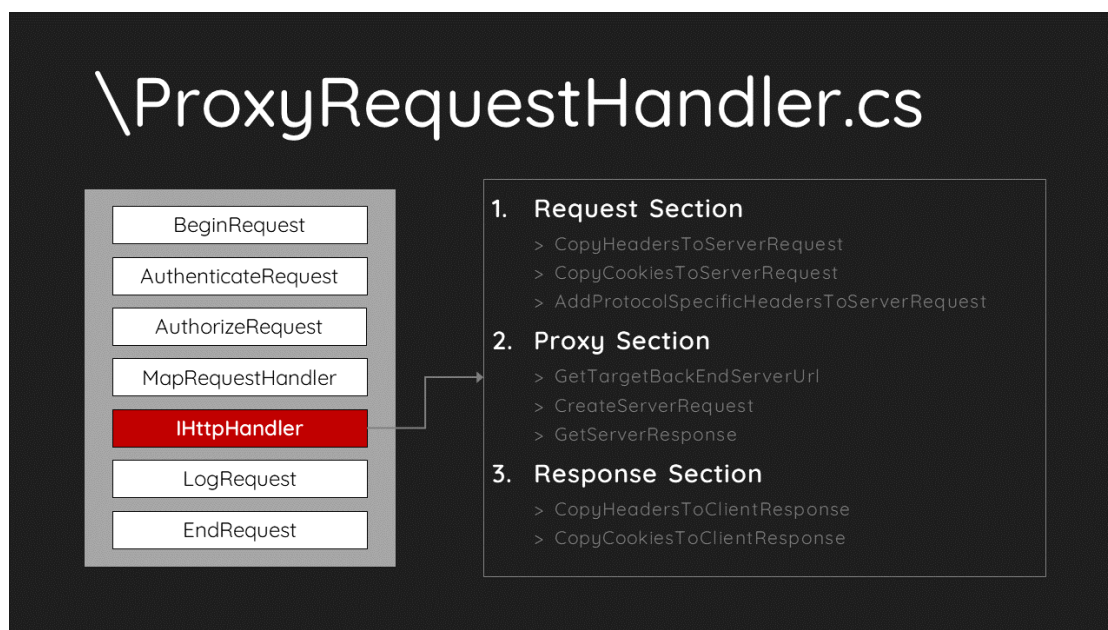 \ProxyRequestHandler.cs
BeginRequest
AuthenticateRequest
AuthorizeRequest
MapRequestHandler
IHttpHandler
LogRequest
EndRequest
1. Request Section
> CopyHeadersToServerRequest
> CopyCookiesToServerRequest
> AddProtocolSpecificHeadersToServerRequest
2. Proxy Section
> GetTargetBackEndServerUrl
> CreateServerRequest
> GetServerResponse
3. Response Section
> CopyHeadersToClientResponse
> CopyCookiesToClientResponse